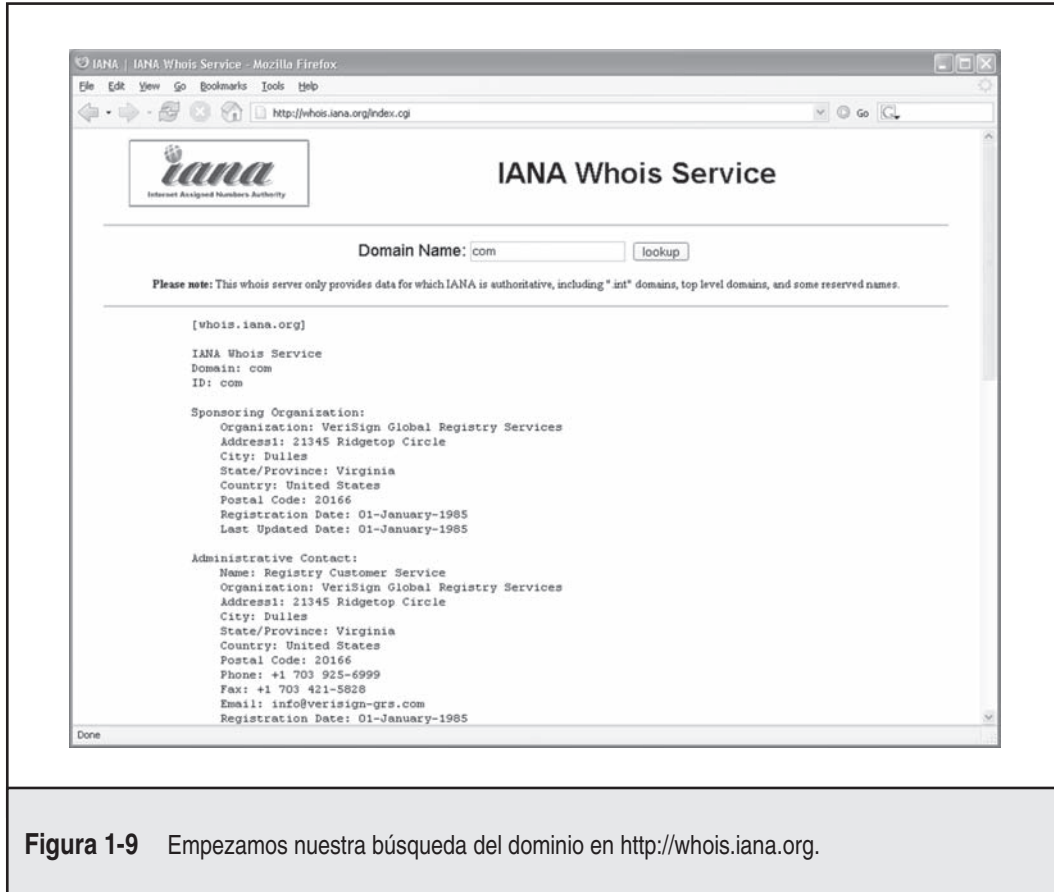 IANA | IANA Whois Service - Mozilla Firefox
File Edit View Go Bookmarks Tools Help
http://whois.iana.org/index.cgi Go
iana
Internet Assigned Numbers Authority
IANA Whois Service
Domain Name: com lookup
Please note: This whois server only provides data for which IANA is authoritative, including ".int" domains, top level domains, and some reserved names.
[whois.iana.org]
IANA Whois Service
Domain: com
ID: com
Sponsoring Organization:
Organization: VeriSign Global Registry Services
Address1: 21345 Ridgetop Circle
City: Dulles
State/Province: Virginia
Country: United States
Postal Code: 20166
Registration Date: 01-January-1985
Last Updated Date: 01-January-1985
Administrative Contact:
Name: Registry Customer Service
Organization: VeriSign Global Registry Services
Address1: 21345 Ridgetop Circle
City: Dulles
State/Province: Virginia
Country: United States
Postal Code: 20166
Phone: +1 703 925-6999
Fax: +1 703 421-5828
Email: info@verisign-grs.com
Registration Date: 01-January-1985
Done
Figura 1-9 Empezamos nuestra búsqueda del dominio en http://whois.iana.org.